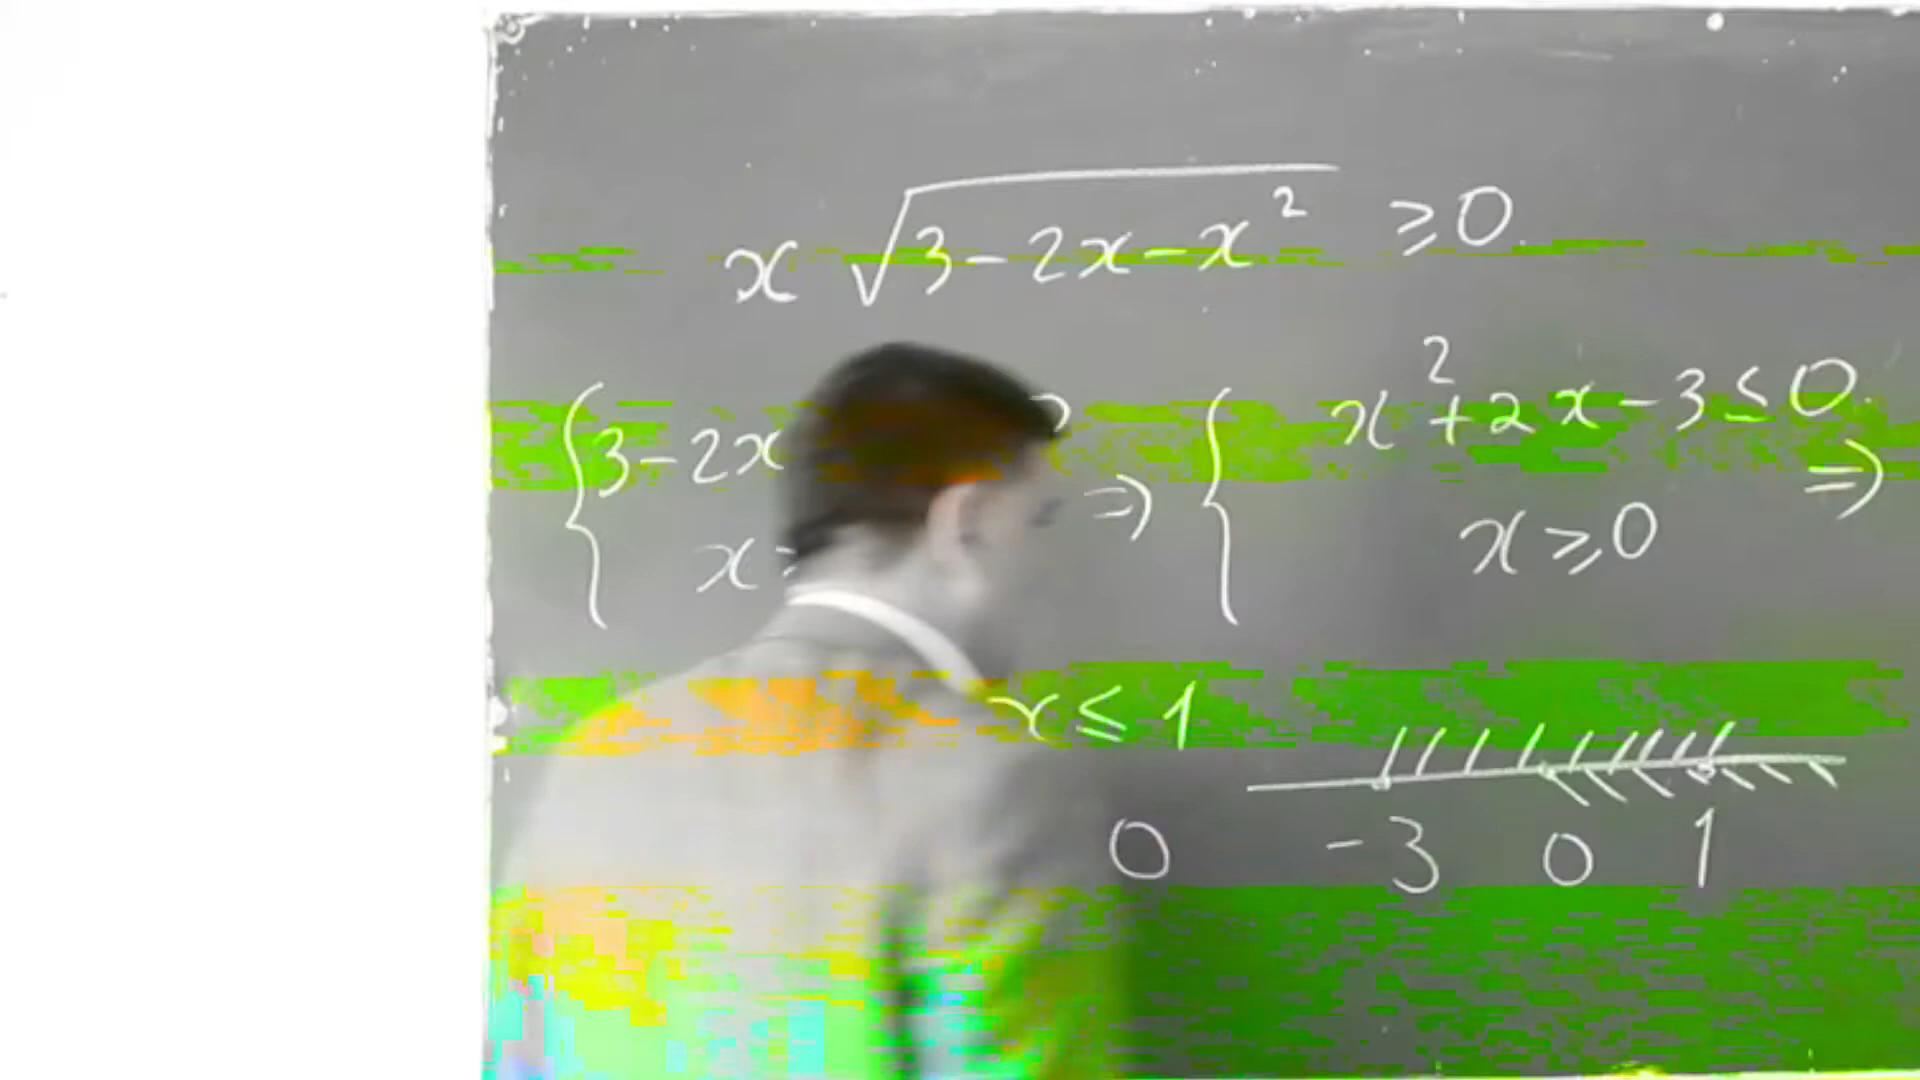 x √(3-2x-x²) ≥0
{ 3-2x
x
⇒ { x²+2x-3≤0
x≥0 ⇒
x≤1
0
-3 0 1